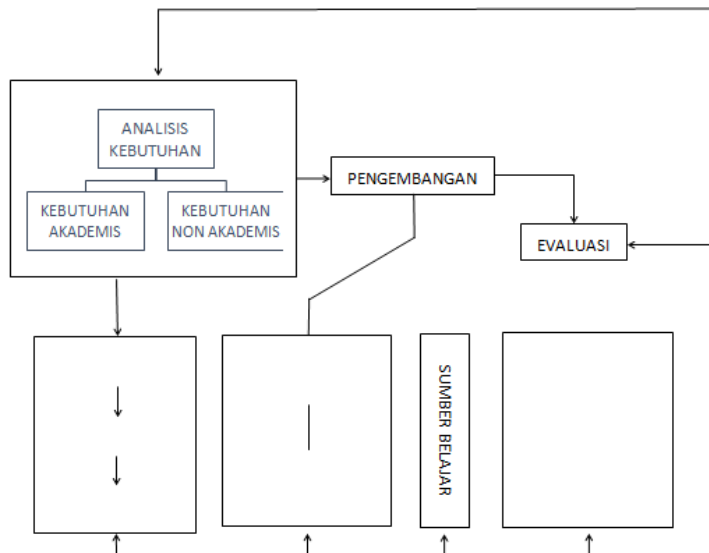 ANALISIS
KEBUTUHAN
KEBUTUHAN
AKADEMIS
KEBUTUHAN
NON AKADEMIS
PENGEMBANGAN
EVALUASI
SUMBER BELAJAR